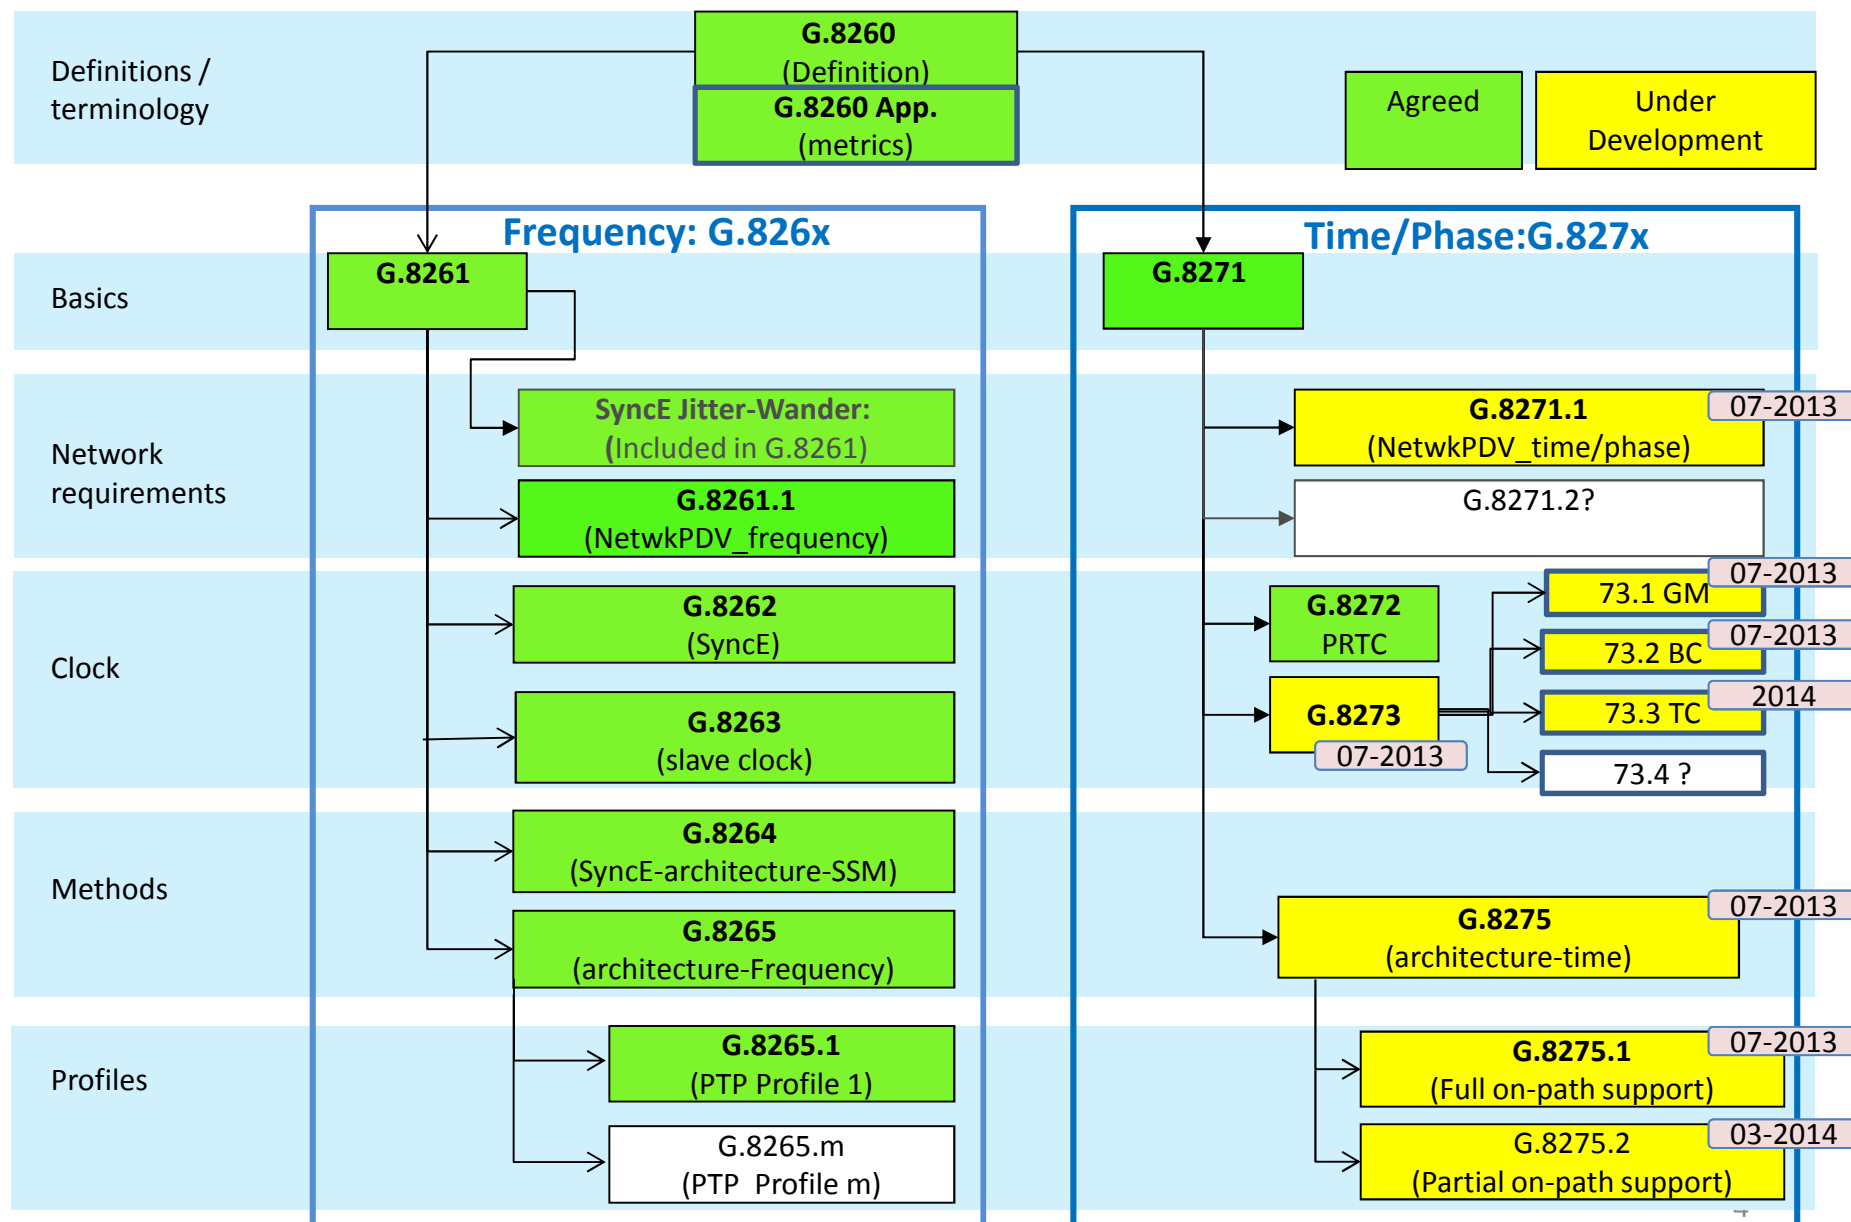 G.8260
(Definition)
G.8260 App.
(metrics)
Definitions /
terminology
Agreed
Under
Development
Frequency: G.826x
Time/Phase:G.827x
Basics
G.8261
G.8271
Network
requirements
SyncE Jitter-Wander:
(Included in G.8261)
G.8261.1
(NetwkPDV_frequency)
G.8271.1
(NetwkPDV_time/phase)
07-2013
G.8271.2?
Clock
G.8262
(SyncE)
G.8263
(slave clock)
G.8272
PRTC
G.8273
07-2013
73.1 GM
07-2013
73.2 BC
07-2013
73.3 TC
2014
73.4 ?
Methods
G.8264
(SyncE-architecture-SSM)
G.8265
(architecture-Frequency)
G.8275
(architecture-time)
07-2013
Profiles
G.8265.1
(PTP Profile 1)
G.8265.m
(PTP  Profile m)
G.8275.1
(Full on-path support)
07-2013
G.8275.2
(Partial on-path support)
03-2014